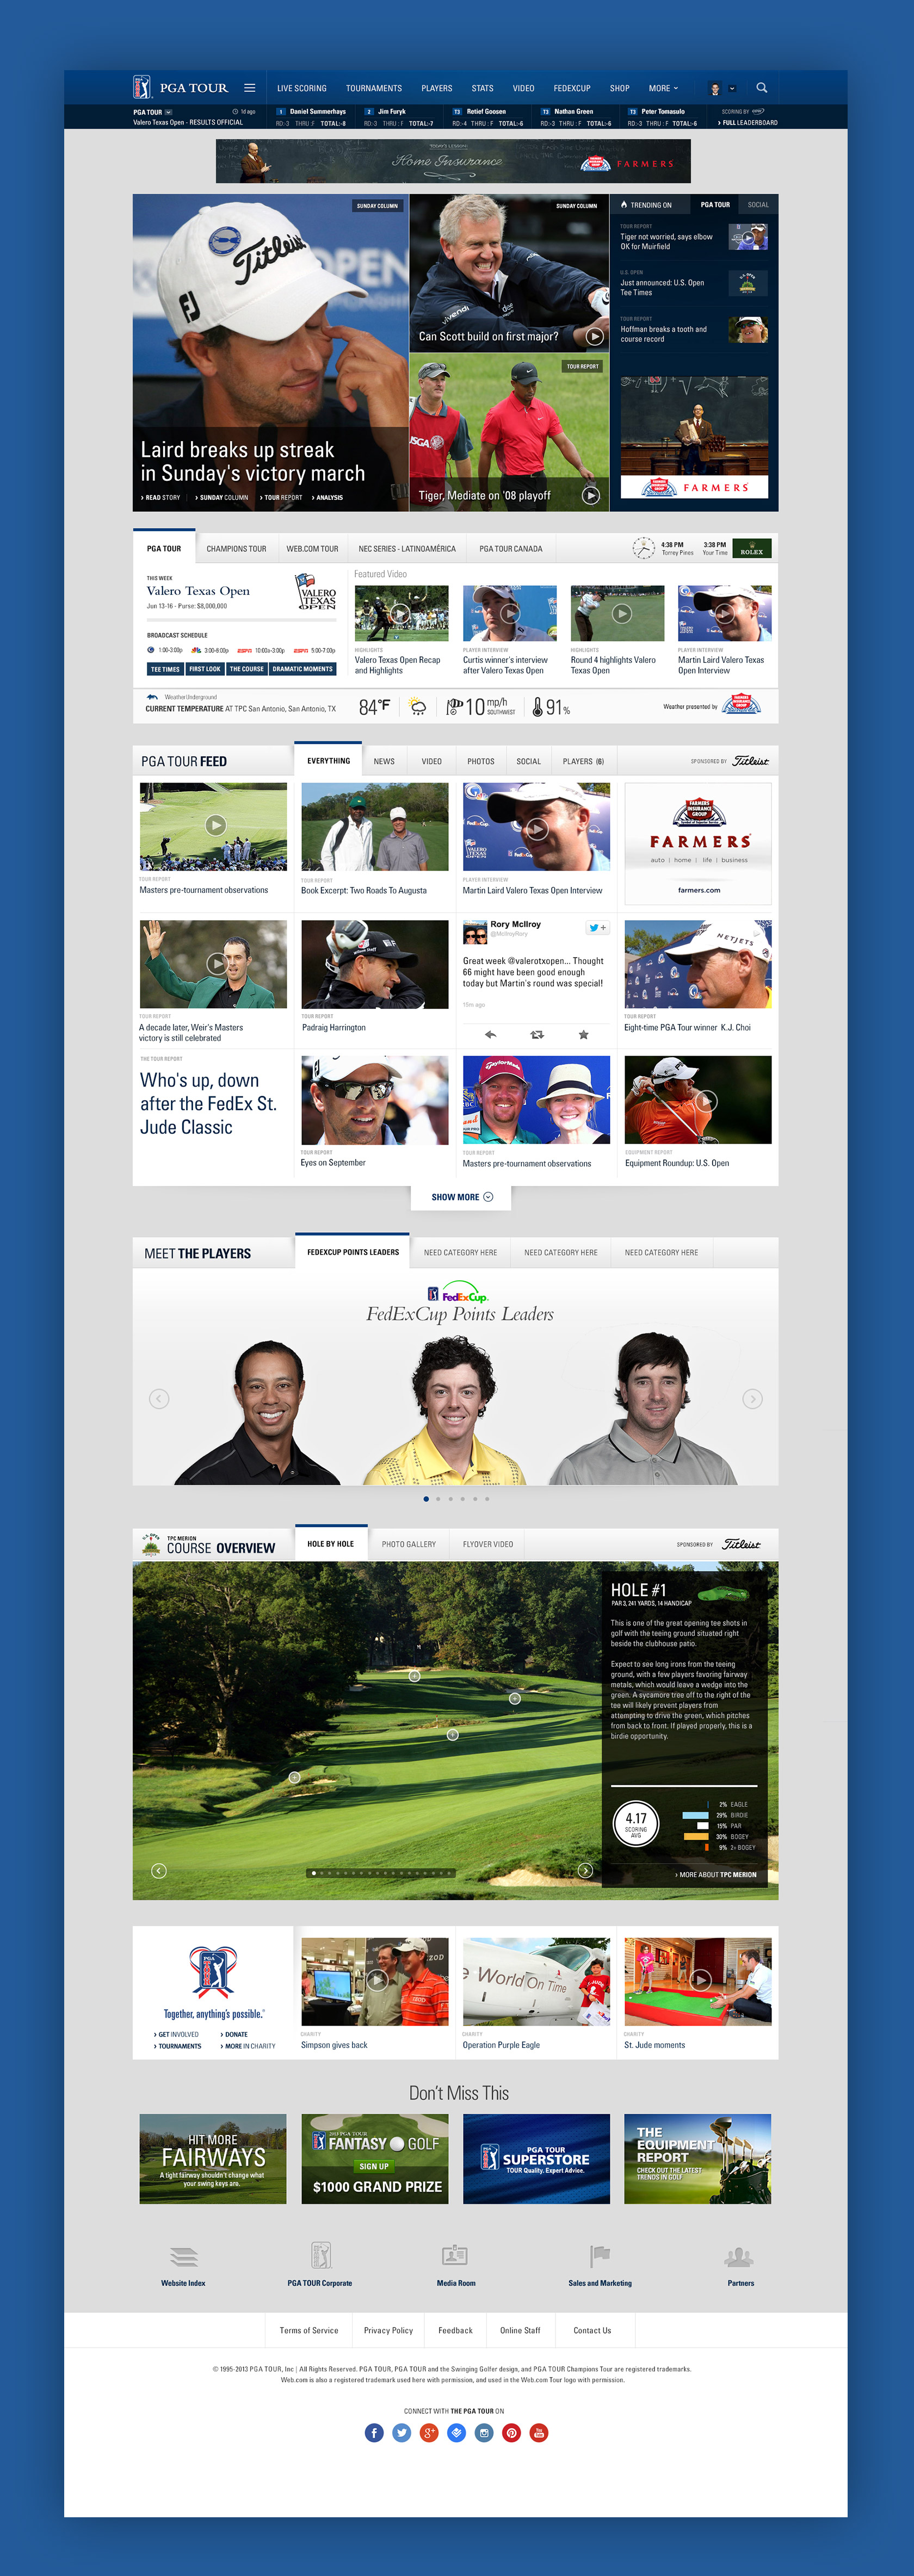 PGA TOUR
LIVE SCORING TOURNAMENTS PLAYERS STATS VIDEO FEDEXCUP SHOP MORE
PGA TOUR 1d ago
Valero Texas Open - RESULTS OFFICIAL
1 Daniel Summerhays
RD:-3 THRU : F TOTAL:-8
2 Jim Furyk
RD:-3 THRU : F TOTAL:-7
T3 Retief Goosen
RD:-4 THRU : F TOTAL:-6
T3 Nathan Green
RD:-3 THRU : F TOTAL:-6
T3 Peter Tomasulo
RD:-3 THRU : F TOTAL:-6
SCORING BY
FULL LEADERBOARD
TODAY'S LESSON:
Home Insurance
FARMERS
SUNDAY COLUMN
Titleist
FJ
OPEN
Laird breaks up streak
in Sunday's victory march
READ STORY SUNDAY COLUMN TOUR REPORT ANALYSIS
SUNDAY COLUMN
vivendi
Can Scott build on first major?
TOUR REPORT
USGA
Tiger, Mediate on '08 playoff
TRENDING ON PGA TOUR SOCIAL
TOUR REPORT
Tiger not worried, says elbow
OK for Muirfield
U.S. OPEN
Just announced: U.S. Open
Tee Times
TOUR REPORT
Hoffman breaks a tooth and
course record
FARMERS
PGA TOUR CHAMPIONS TOUR WEB.COM TOUR NEC SERIES - LATINOAMÉRICA PGA TOUR CANADA
4:38 PM
Torrey Pines
3:38 PM
Your Time
ROLEX
THIS WEEK
Valero Texas Open
Jun 13-16 - Purse: $8,000,000
VALERO
TEXAS
OPEN
BROADCAST SCHEDULE
1:00-3:00p 3:00-6:00p ESPN 10:00a-3:00p ESPN 5:00-7:00p
TEE TIMES FIRST LOOK THE COURSE DRAMATIC MOMENTS
Featured Video
HIGHLIGHTS
Valero Texas Open Recap
and Highlights
PLAYER INTERVIEW
Curtis winner's interview
after Valero Texas Open
HIGHLIGHTS
Round 4 highlights Valero
Texas Open
PLAYER INTERVIEW
Martin Laird Valero Texas
Open Interview
WeatherUnderground
CURRENT TEMPERATURE AT TPC San Antonio, San Antonio, TX
84°F
10 mp/h
SOUTHWEST
91%
Weather presented by
PGA TOUR FEED
EVERYTHING NEWS VIDEO PHOTOS SOCIAL PLAYERS (6)
SPONSORED BY Titleist
TOUR REPORT
Masters pre-tournament observations
TOUR REPORT
Book Excerpt: Two Roads To Augusta
PLAYER INTERVIEW
Martin Laird Valero Texas Open Interview
FARMERS
INSURANCE
GROUP
FARMERS
auto | home | life | business
farmers.com
TOUR REPORT
A decade later, Weir's Masters
victory is still celebrated
TOUR REPORT
Padraig Harrington
Rory McIlroy
@McIlroyRory
Great week @valerotxopen... Thought
66 might have been good enough
today but Martin's round was special!
15m ago
NETJETS
TOUR REPORT
Eight-time PGA Tour winner K.J. Choi
THE TOUR REPORT
Who's up, down
after the FedEx St.
Jude Classic
TOUR REPORT
Eyes on September
TaylorMade
TOUR REPORT
Masters pre-tournament observations
EQUIPMENT REPORT
Equipment Roundup: U.S. Open
SHOW MORE
MEET THE PLAYERS
FEDEXCUP POINTS LEADERS NEED CATEGORY HERE NEED CATEGORY HERE NEED CATEGORY HERE
FedExCup
FedExCup Points Leaders
TPC MERION
COURSE OVERVIEW
HOLE BY HOLE PHOTO GALLERY FLYOVER VIDEO
SPONSORED BY Titleist
HOLE #1
PAR 3, 241 YARDS, 14 HANDICAP
This is one of the great opening tee shots in
golf with the teeing ground situated right
beside the clubhouse patio.
Expect to see long irons from the teeing
ground, with a few players favoring fairway
metals, which would leave a wedge into the
green. A sycamore tree off to the right of the
tee will likely prevent players from
attempting to drive the green, which pitches
from back to front. If played properly, this is a
birdie opportunity.
4.17
SCORING
AVG
2% EAGLE
29% BIRDIE
15% PAR
30% BOGEY
9% 2+ BOGEY
MORE ABOUT TPC MERION
Together, anything's possible.
GET INVOLVED DONATE
TOURNAMENTS MORE IN CHARITY
CHARITY
Simpson gives back
World On Time
CHARITY
Operation Purple Eagle
CHARITY
St. Jude moments
Don't Miss This
HIT MORE
FAIRWAYS
A tight fairway shouldn't change what
your swing keys are.
2013 PGA TOUR
FANTASY GOLF
SIGN UP
$1000 GRAND PRIZE
PGA TOUR
SUPERSTORE
TOUR Quality. Expert Advice.
THE
EQUIPMENT
REPORT
CHECK OUT THE LATEST
TRENDS IN GOLF
Website Index PGA TOUR Corporate Media Room Sales and Marketing Partners
Terms of Service Privacy Policy Feedback Online Staff Contact Us
© 1995-2013 PGA TOUR, Inc | All Rights Reserved. PGA TOUR, PGA TOUR and the Swinging Golfer design, and PGA TOUR Champions Tour are registered trademarks.
Web.com is also a registered trademark used here with permission, and used in the Web.com Tour logo with permission.
CONNECT WITH THE PGA TOUR ON